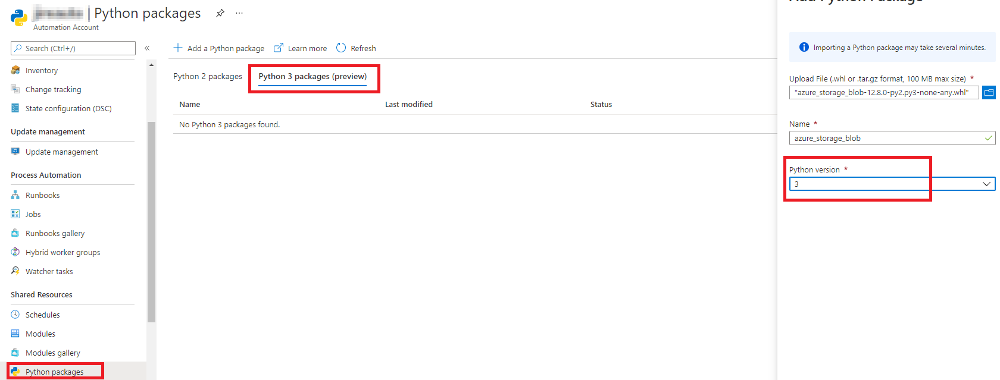 | Python packages
...
Automation Account
Search (Ctrl+/)
«
Inventory
Change tracking
State configuration (DSC)
Update management
Update management
Process Automation
Runbooks
Jobs
Runbooks gallery
Hybrid worker groups
Watcher tasks
Shared Resources
Schedules
Modules
Modules gallery
Python packages
Add a Python package
Learn more
Refresh
Python 2 packages
Python 3 packages (preview)
Name Last modified Status
No Python 3 packages found.
Add Python Package
Importing a Python package may take several minutes.
Upload File (.whl or .tar.gz format, 100 MB max size) *
"azure_storage_blob-12.8.0-py2.py3-none-any.whl"
Name *
azure_storage_blob
Python version *
3